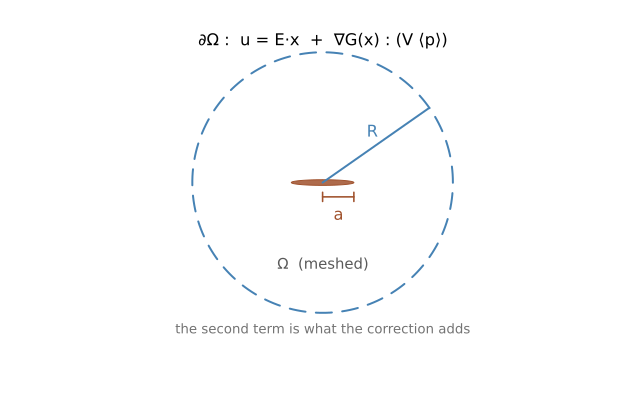 ∂Ω :  u = E·x  +  ∇G(x) : (V ⟨p⟩)
R
a
Ω  (meshed)
the second term is what the correction adds